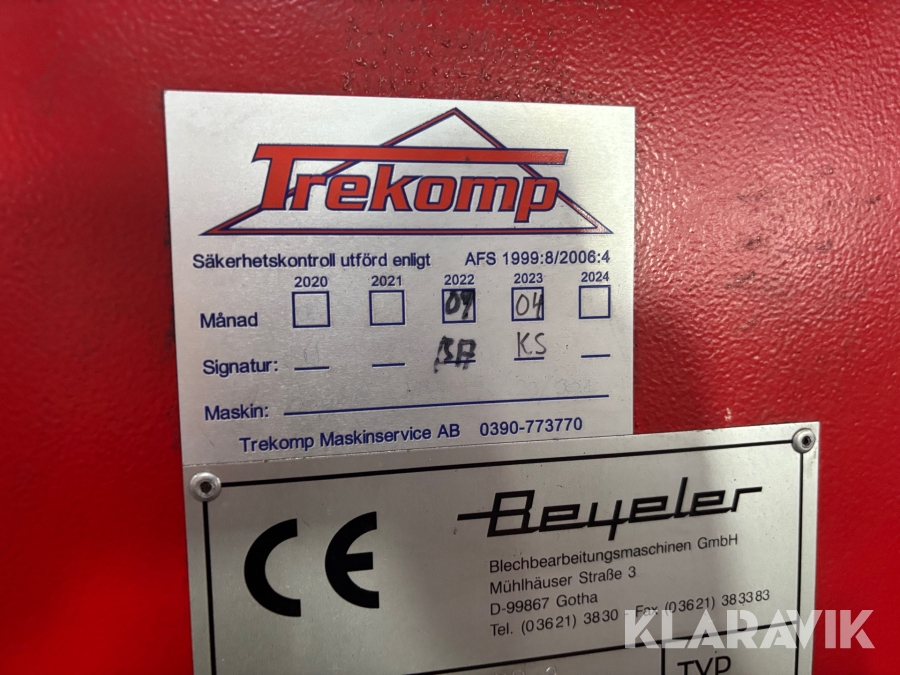 Trekomp
Säkerhetskontroll utförd enligt AFS 1999:8/2006:4
2020 2021 2022 2023 2024
Månad 04
Signatur: BA KS
Maskin:
Trekomp Maskinservice AB 0390-773770
CE Beyeler
Blechbearbeitungsmaschinen GmbH
Mühlhäuser Straße 3
D-99867 Gotha
Tel. (03621) 3830 Fax (03621) 383383
KLARAVIK
TYP